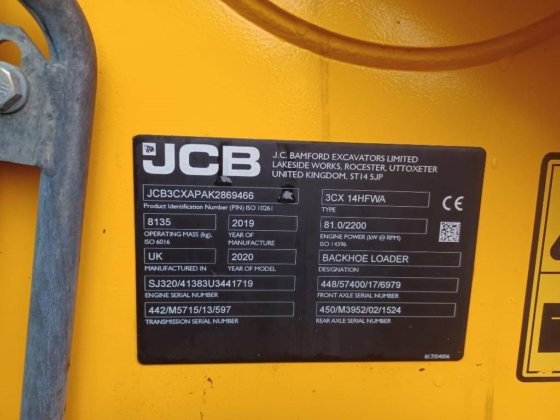 JCB
J.C. BAMFORD EXCAVATORS LIMITED
LAKESIDE WORKS, ROCESTER, UTTOXETER
UNITED KINGDOM, ST14 5JP
JCB3CXAPAK2869466
Product Identification Number (PIN) ISO 10261
3CX 14HFWA
TYPE
CE
8135
OPERATING MASS (kg)
ISO 6016
2019
YEAR OF MANUFACTURE
81.0/2200
ENGINE POWER (kW @ RPM)
ISO 14396
UK
2020
YEAR OF MODEL
BACKHOE LOADER
DESIGNATION
SJ320/41383U3441719
ENGINE SERIAL NUMBER
448/57400/17/6979
FRONT AXLE SERIAL NUMBER
442/M5715/13/597
TRANSMISSION SERIAL NUMBER
450/M3952/02/1524
REAR AXLE SERIAL NUMBER
817/04006